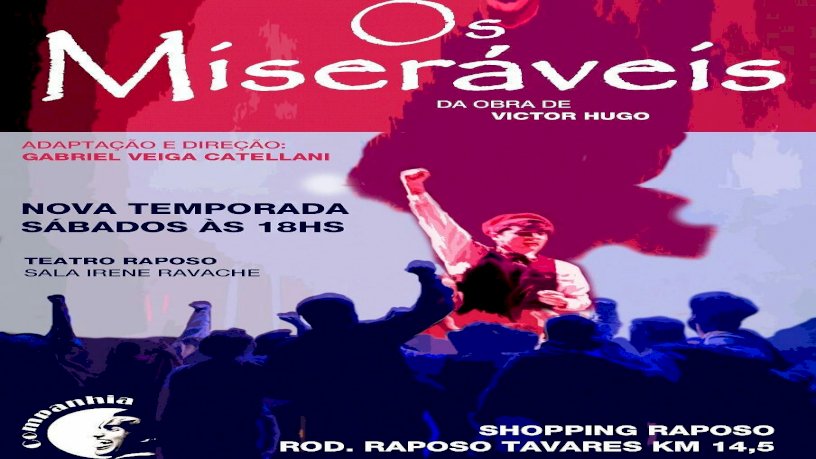 Os
Miseráveis
DA OBRA DE
VICTOR HUGO
ADAPTAÇÃO E DIREÇÃO:
GABRIEL VEIGA CATELLANI
NOVA TEMPORADA
SÁBADOS ÀS 18HS
TEATRO RAPOSO
SALA IRENE RAVACHE
Companhia
SHOPPING RAPOSO
ROD. RAPOSO TAVARES KM 14,5